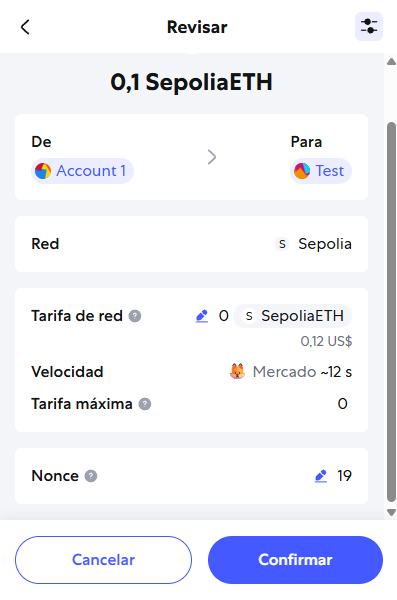 Revisar
0,1 SepoliaETH
De Para
Account 1 Test
Red S Sepolia
Tarifa de red ? 0 S SepoliaETH
0,12 US$
Velocidad Mercado ~12 s
Tarifa máxima ? 0
Nonce ? 19
Cancelar Confirmar